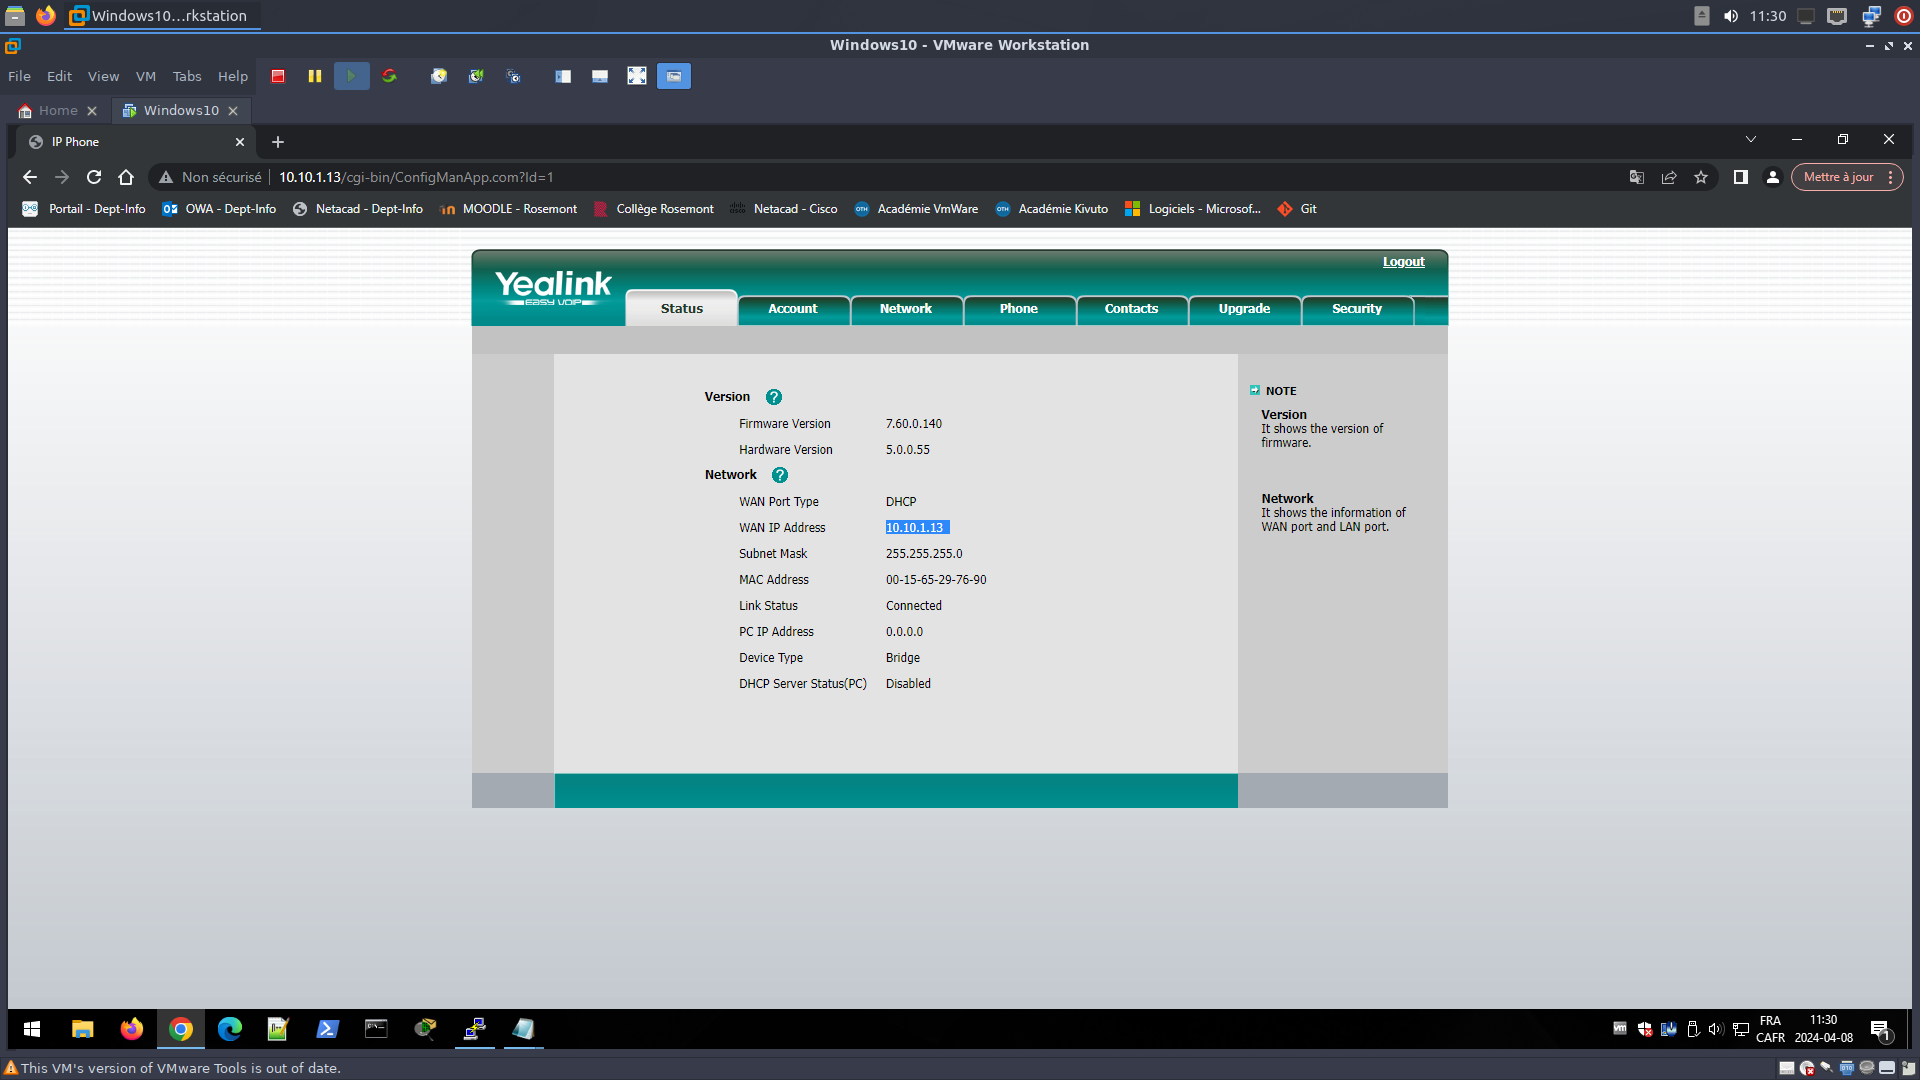 Windows10...rkstation
11:30
Windows10 - VMware Workstation
File Edit View VM Tabs Help
Home
Windows10
IP Phone
Non sécurisé 10.10.1.13/cgi-bin/ConfigManApp.com?Id=1
Mettre à jour
Portail - Dept-Info
OWA - Dept-Info
Netacad - Dept-Info
MOODLE - Rosemont
Collège Rosemont
Netacad - Cisco
Académie VmWare
Académie Kivuto
Logiciels - Microsof...
Git
Logout
Yealink
EASY VOIP
Status Account Network Phone Contacts Upgrade Security
Version ?
Firmware Version 7.60.0.140
Hardware Version 5.0.0.55
Network ?
WAN Port Type DHCP
WAN IP Address 10.10.1.13
Subnet Mask 255.255.255.0
MAC Address 00-15-65-29-76-90
Link Status Connected
PC IP Address 0.0.0.0
Device Type Bridge
DHCP Server Status(PC) Disabled
NOTE
Version
It shows the version of
firmware.
Network
It shows the information of
WAN port and LAN port.
FRA
CAFR
11:30
2024-04-08
1
This VM's version of VMware Tools is out of date.